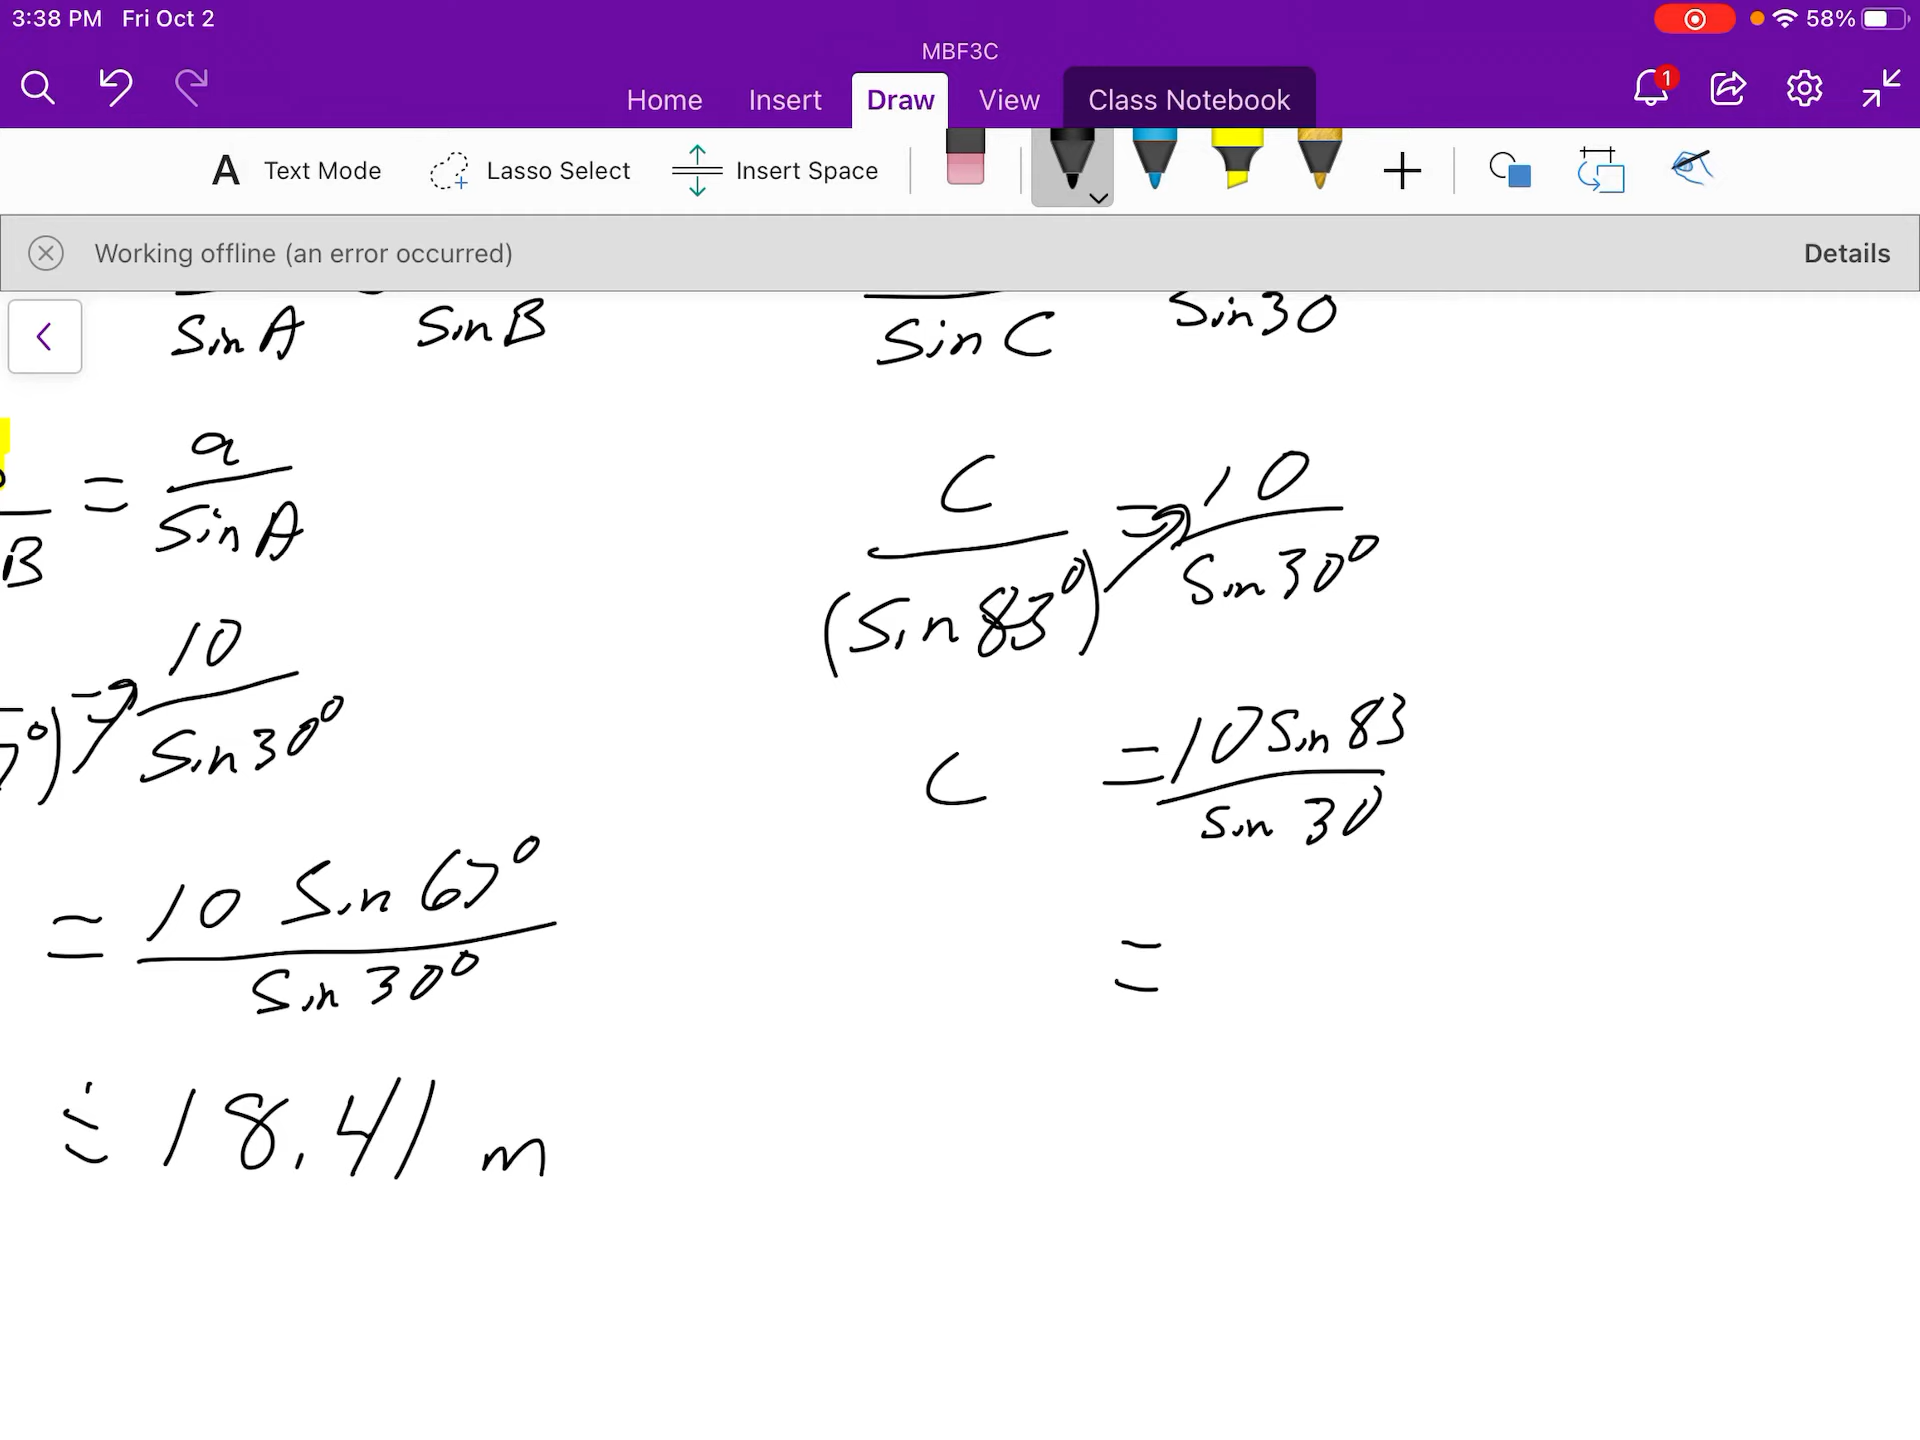 3:38 PM Fri Oct 2
58%
MBF3C
Home Insert Draw View Class Notebook
1
A Text Mode Lasso Select Insert Space
Working offline (an error occurred) Details
Sin A Sin B
= a
Sin A
B
= 10
Sin 30°
°)
= 10 Sin 67°
Sin 30°
≐ 18.41 m
Sin C Sin 30
C = 10
(Sin 83°) Sin 30°
C = 10 Sin 83
Sin 30
=